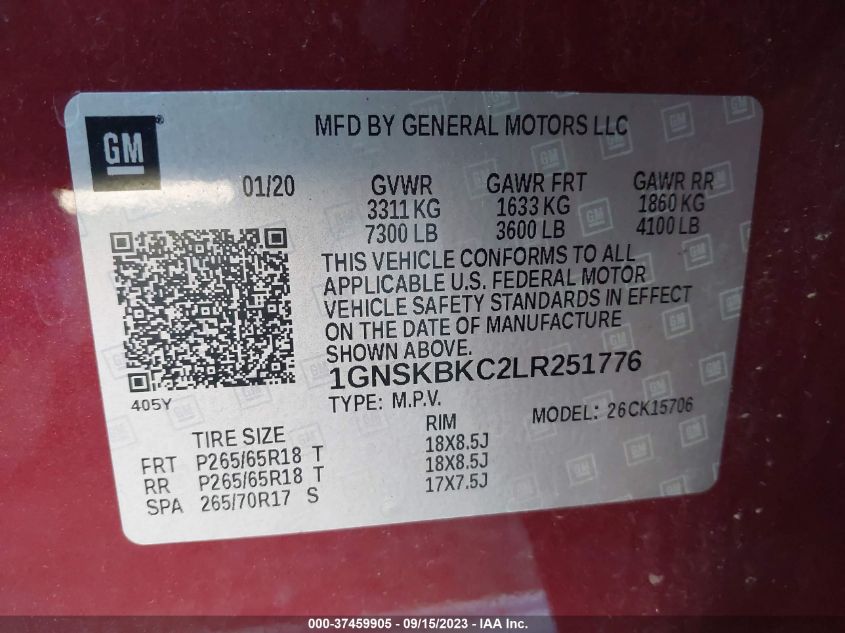 GM
MFD BY GENERAL MOTORS LLC
01/20 GVWR GAWR FRT GAWR RR
3311 KG 1633 KG 1860 KG
7300 LB 3600 LB 4100 LB
THIS VEHICLE CONFORMS TO ALL
APPLICABLE U.S. FEDERAL MOTOR
VEHICLE SAFETY STANDARDS IN EFFECT
ON THE DATE OF MANUFACTURE
SHOWN ABOVE.
1GNSKBKC2LR251776
405Y
TYPE: M.P.V. MODEL: 26CK15706
TIRE SIZE RIM
FRT P265/65R18 T 18X8.5J
RR P265/65R18 T 18X8.5J
SPA 265/70R17 S 17X7.5J
000-37459905 - 09/15/2023 - IAA Inc.